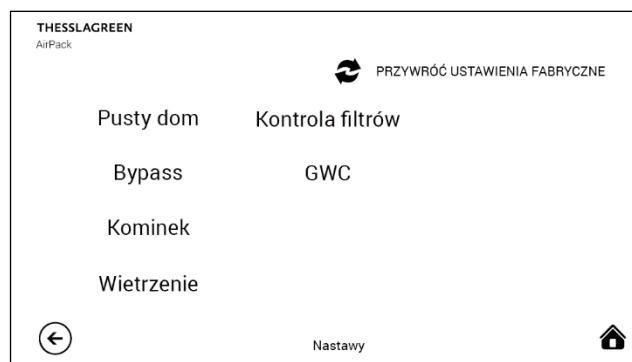 THESSLAGREEN
AirPack
PRZYWRÓĆ USTAWIENIA FABRYCZNE
Pusty dom
Kontrola filtrów
Bypass
GWC
Kominek
Wietrzenie
Nastawy